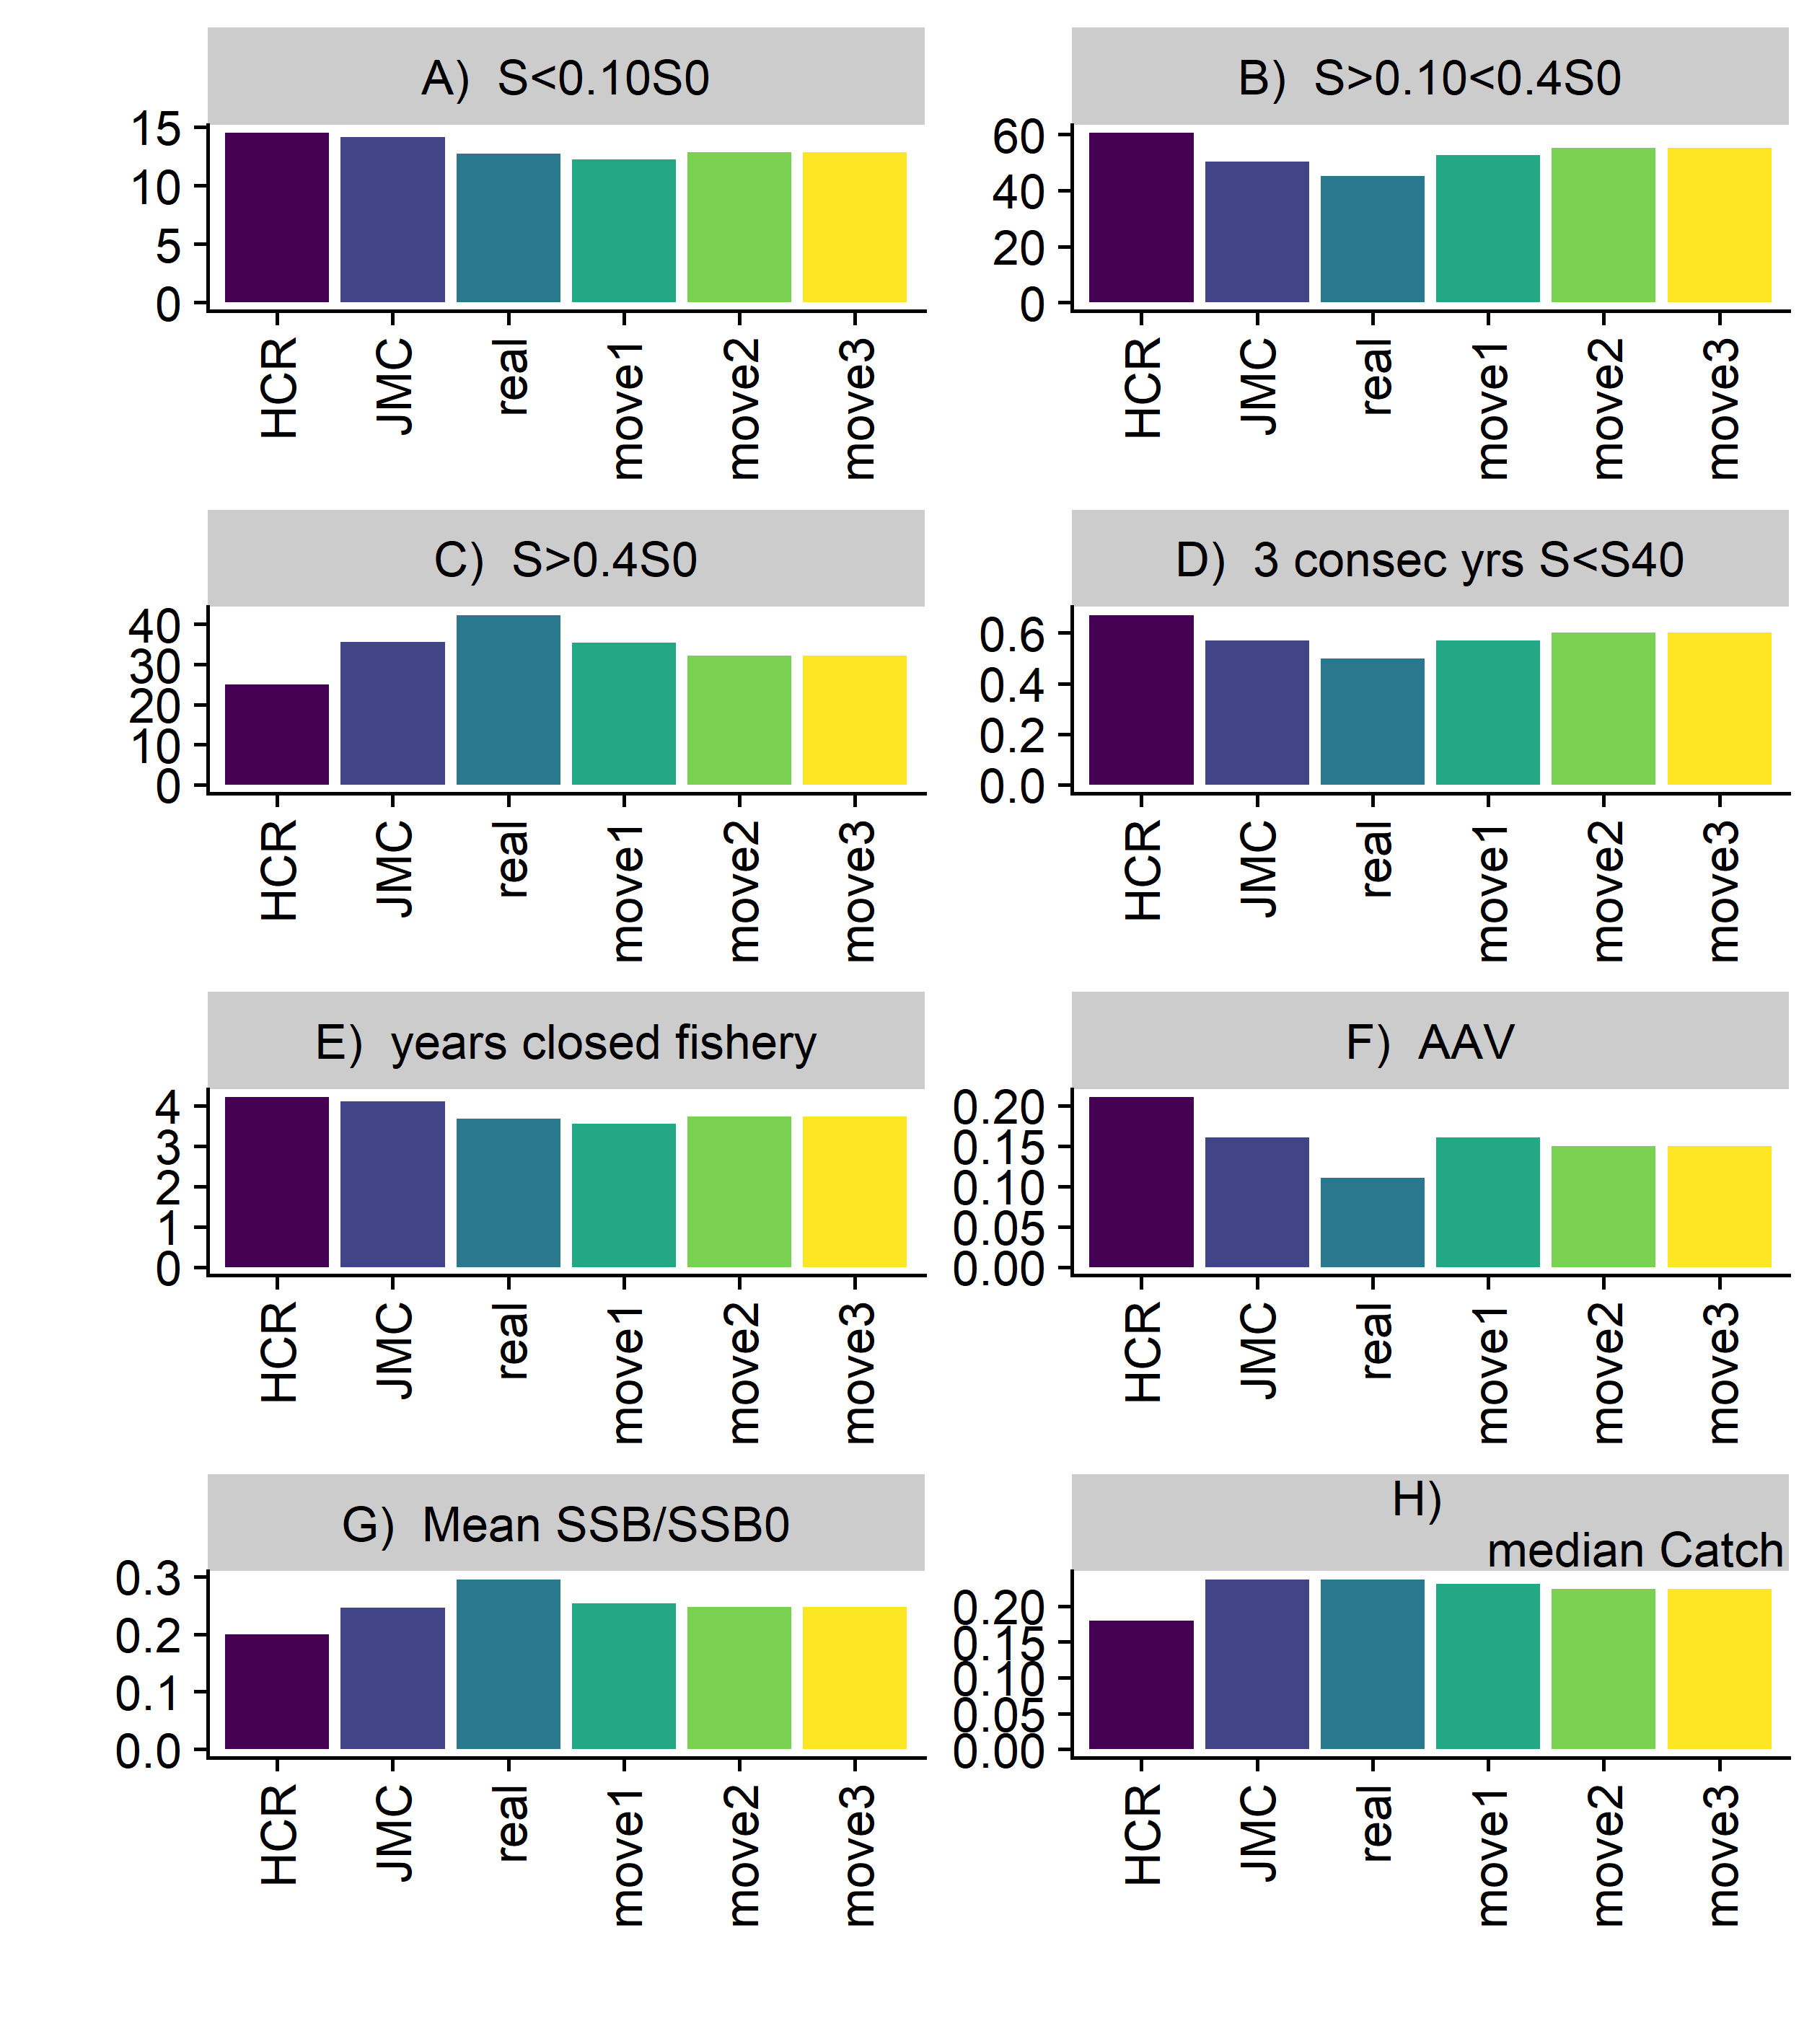 A)  S<0.10S0
15
10
5
0
HCR
JMC
real
move1
move2
move3
B)  S>0.10<0.4S0
60
40
20
0
HCR
JMC
real
move1
move2
move3
C)  S>0.4S0
40
30
20
10
0
HCR
JMC
real
move1
move2
move3
D)  3 consec yrs S<S40
0.6
0.4
0.2
0.0
HCR
JMC
real
move1
move2
move3
E)  years closed fishery
4
3
2
1
0
HCR
JMC
real
move1
move2
move3
F)  AAV
0.20
0.15
0.10
0.05
0.00
HCR
JMC
real
move1
move2
move3
G)  Mean SSB/SSB0
0.3
0.2
0.1
0.0
HCR
JMC
real
move1
move2
move3
H)
median Catch
0.20
0.15
0.10
0.05
0.00
HCR
JMC
real
move1
move2
move3